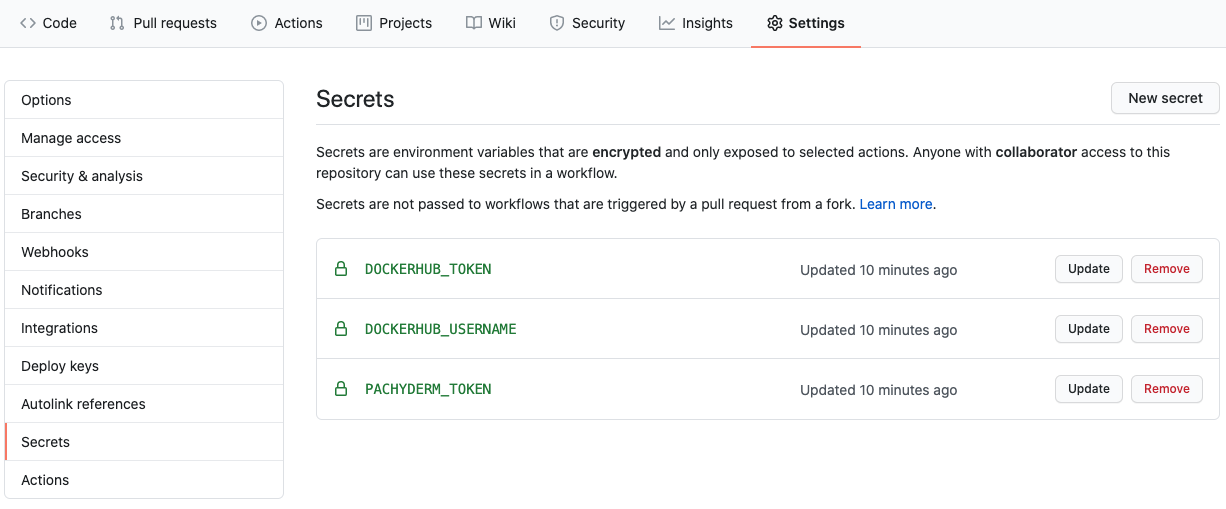 Code Pull requests Actions Projects Wiki Security Insights Settings
Options
Manage access
Security & analysis
Branches
Webhooks
Notifications
Integrations
Deploy keys
Autolink references
Secrets
Actions
Secrets New secret
Secrets are environment variables that are encrypted and only exposed to selected actions. Anyone with collaborator access to this
repository can use these secrets in a workflow.
Secrets are not passed to workflows that are triggered by a pull request from a fork. Learn more.
DOCKERHUB_TOKEN Updated 10 minutes ago Update Remove
DOCKERHUB_USERNAME Updated 10 minutes ago Update Remove
PACHYDERM_TOKEN Updated 10 minutes ago Update Remove